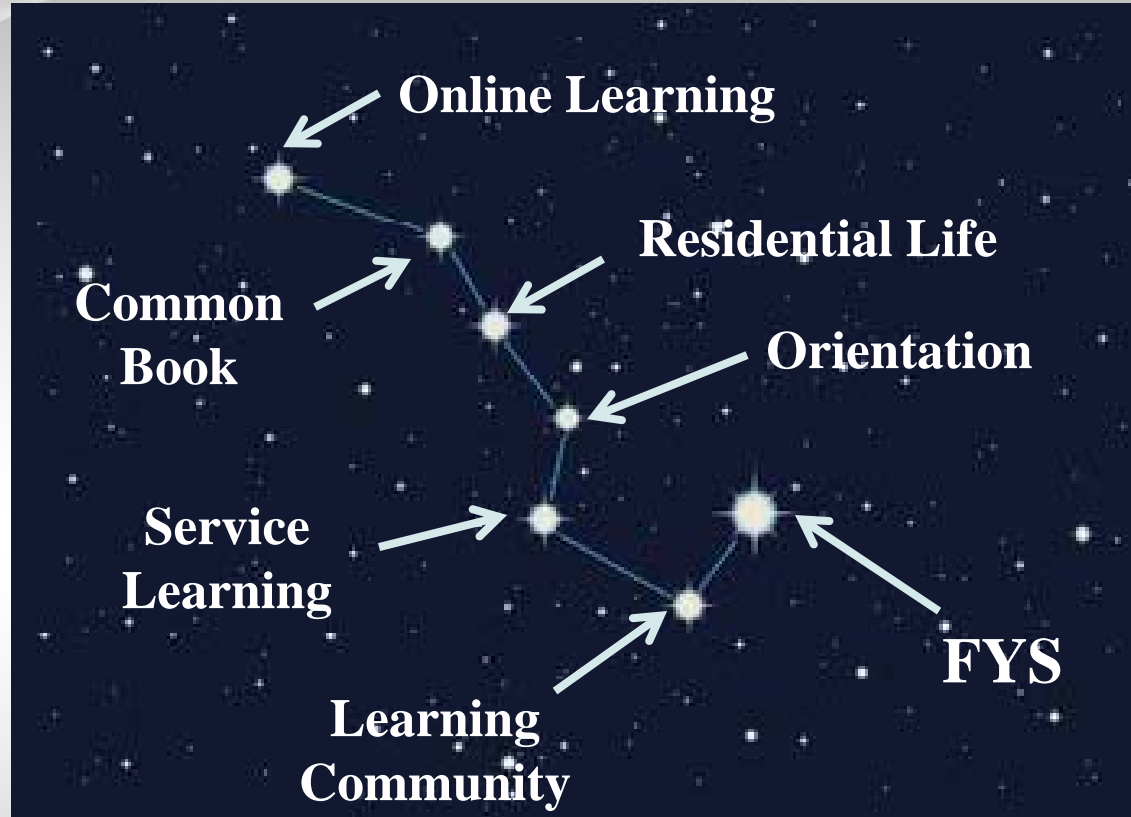 Online Learning
Residential Life
Common
Book
Orientation
Service
Learning
FYS
Learning
Community